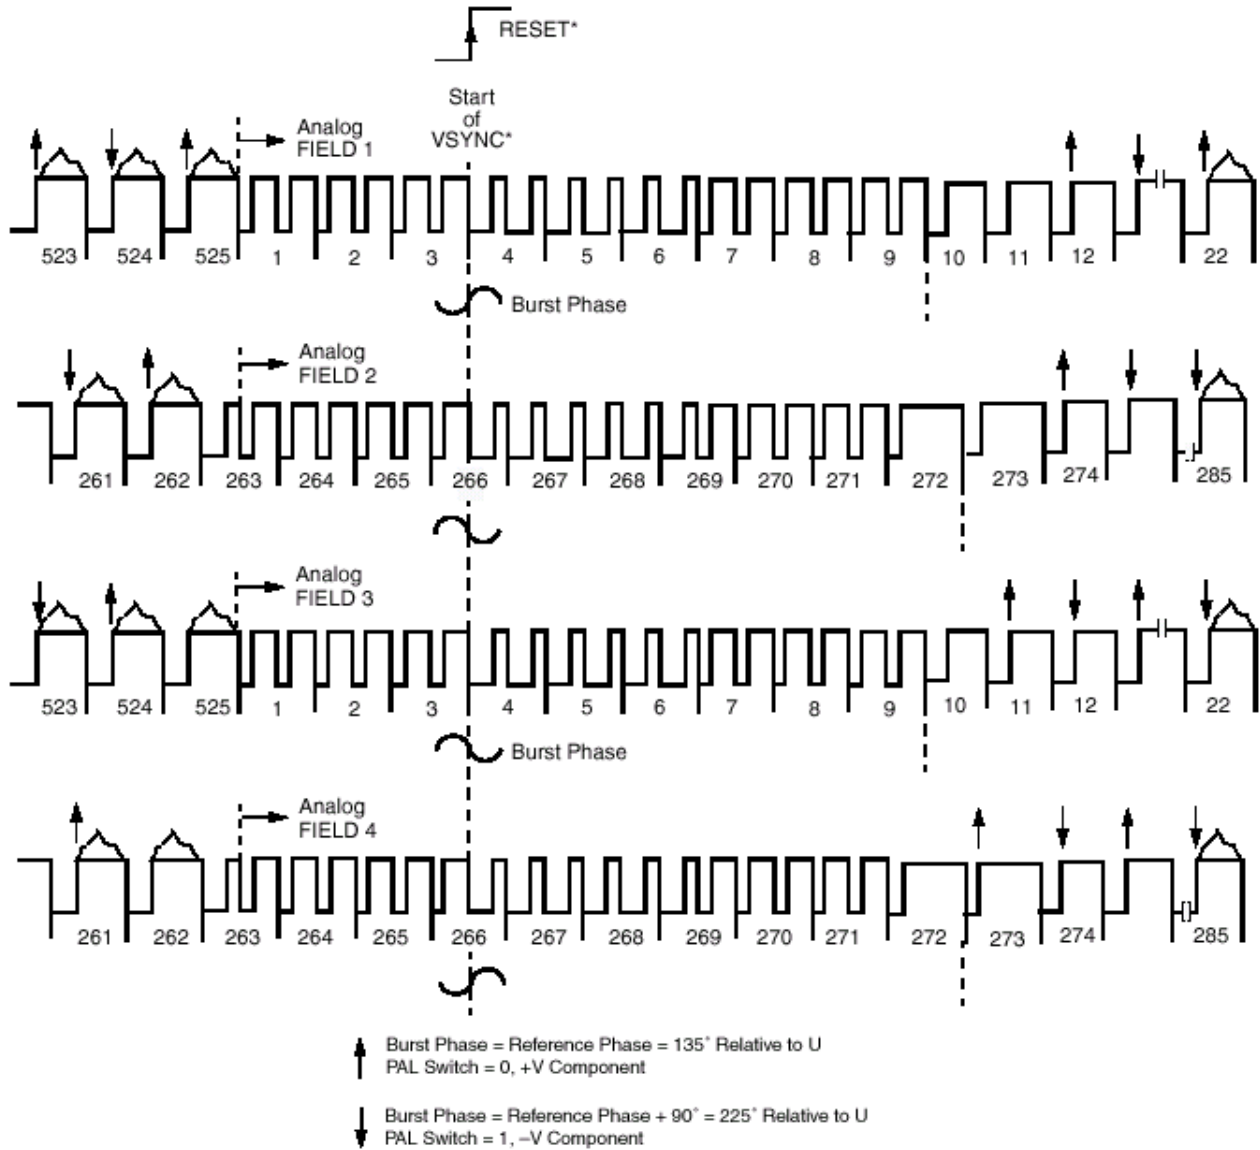 RESET*
Start
of
VSYNC*
Analog
FIELD 1
523 524 525 1 2 3 4 5 6 7 8 9 10 11 12 22
Burst Phase
Analog
FIELD 2
261 262 263 264 265 266 267 268 269 270 271 272 273 274 285
Analog
FIELD 3
523 524 525 1 2 3 4 5 6 7 8 9 10 11 12 22
Burst Phase
Analog
FIELD 4
261 262 263 264 265 266 267 268 269 270 271 272 273 274 285
Burst Phase = Reference Phase = 135° Relative to U
PAL Switch = 0, +V Component
Burst Phase = Reference Phase + 90° = 225° Relative to U
PAL Switch = 1, –V Component